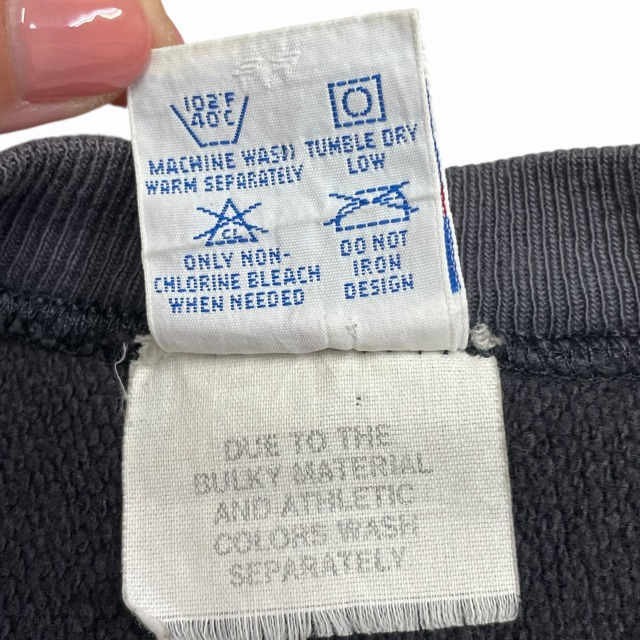 102°F
40°C
MACHINE WASH
WARM SEPARATELY
TUMBLE DRY
LOW
CL
ONLY NON-
CHLORINE BLEACH
WHEN NEEDED
DO NOT
IRON
DESIGN
DUE TO THE
BULKY MATERIAL
AND ATHLETIC
COLORS WASH
SEPARATELY